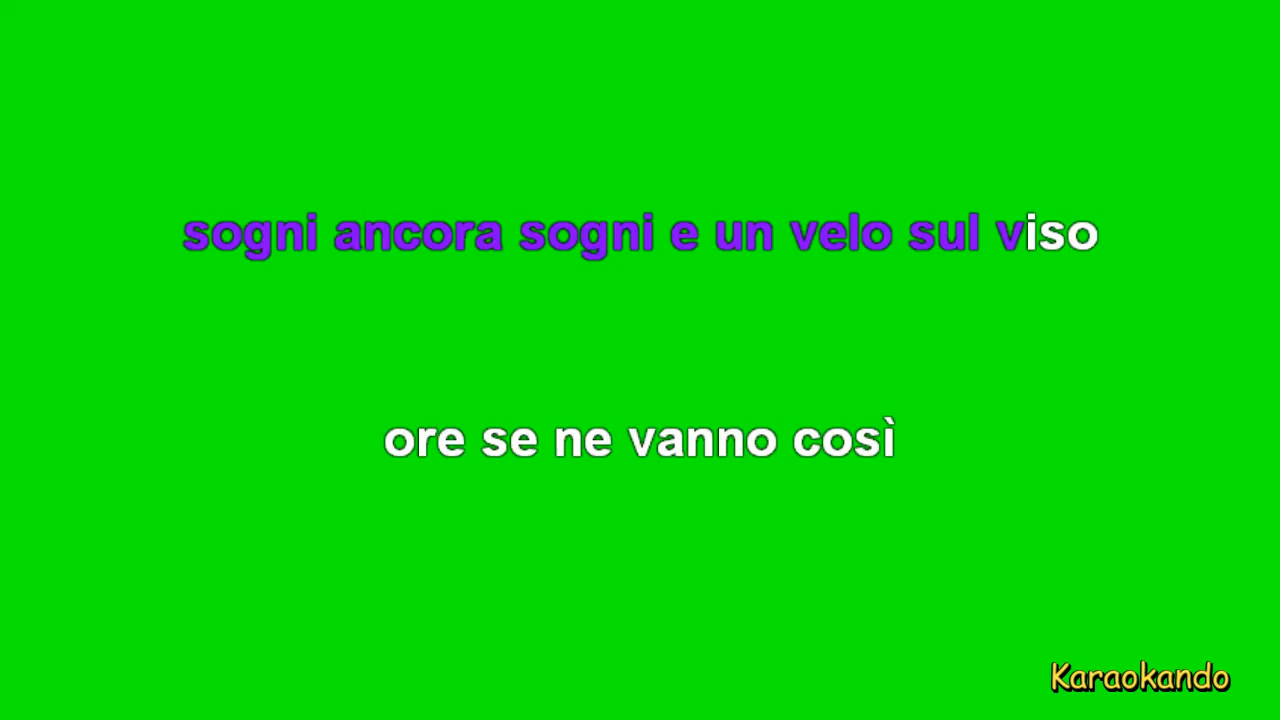 sogni ancora sogni e un velo sul viso
ore se ne vanno così
Karaokando